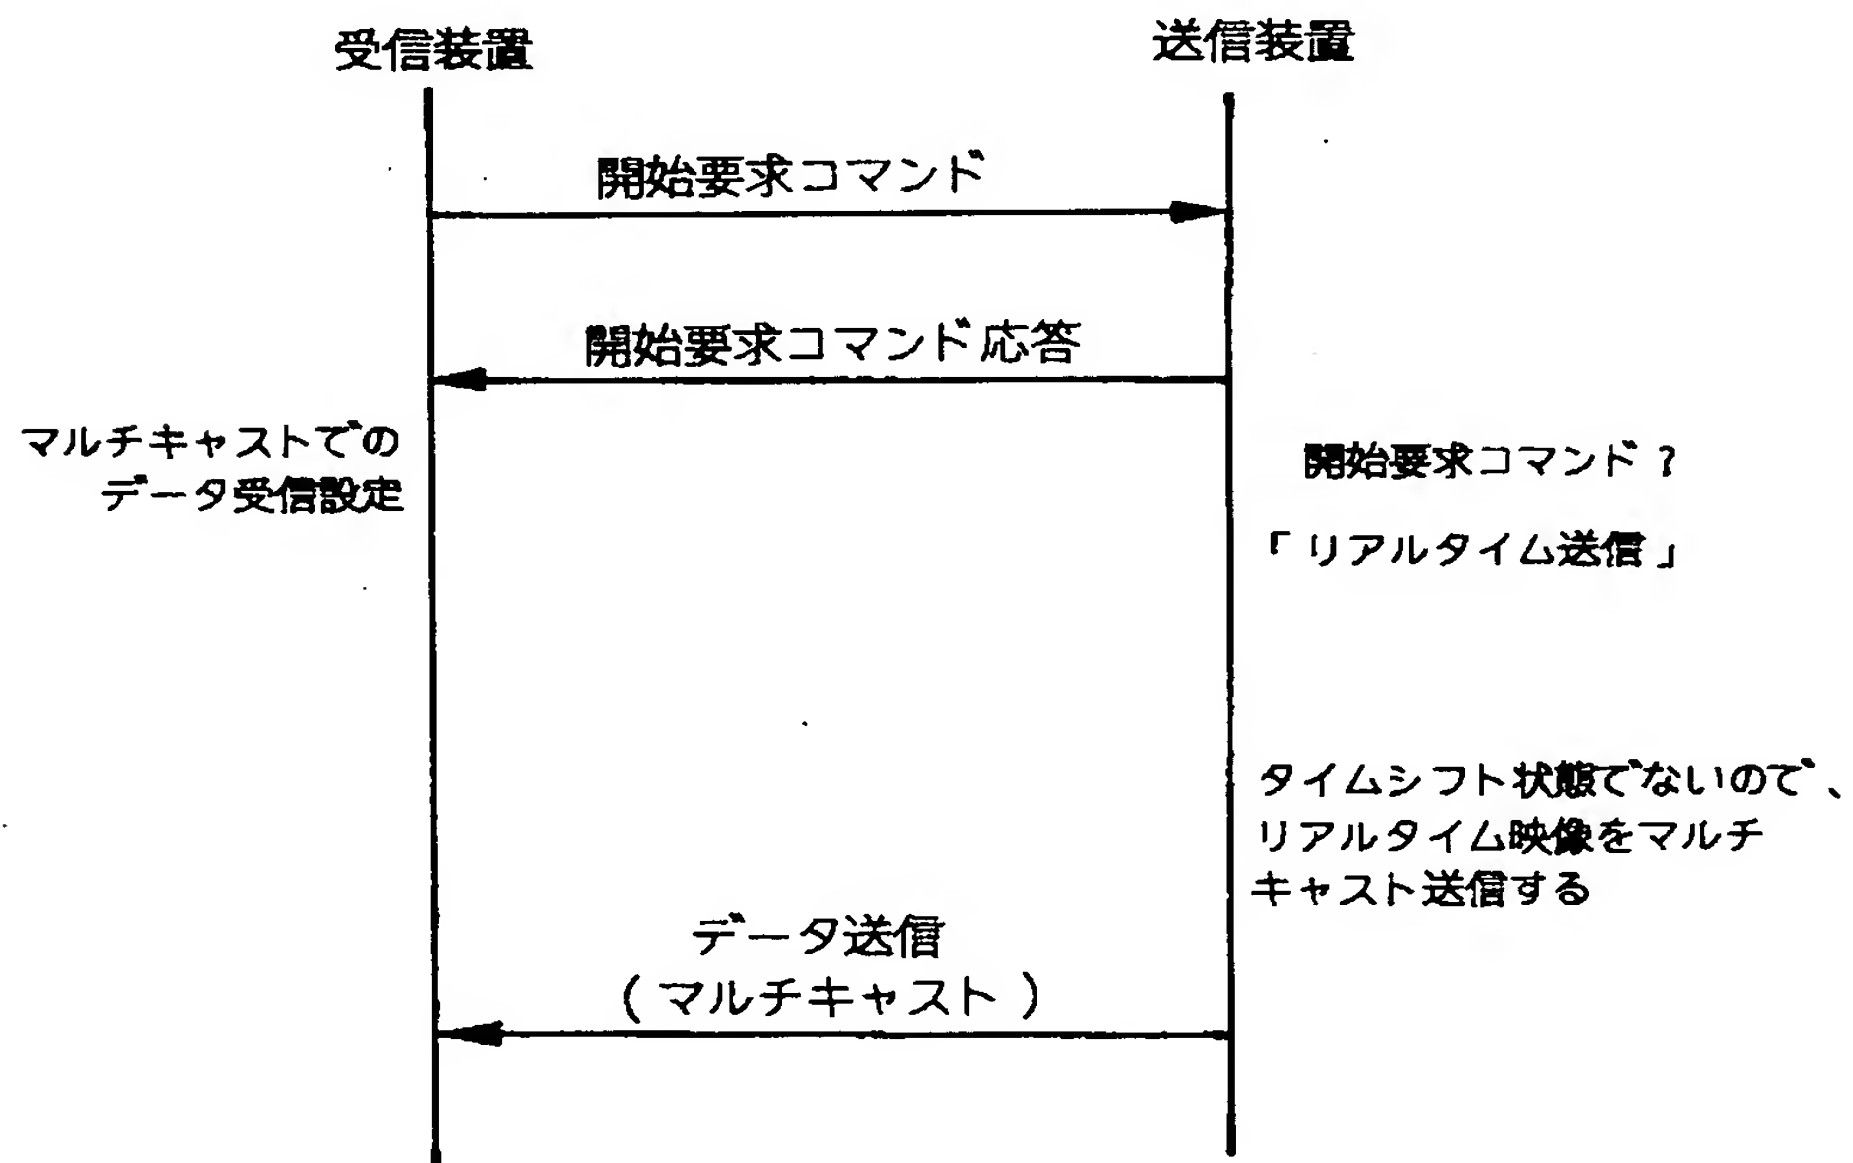 受信装置
送信装置
開始要求コマンド
開始要求コマンド応答
マルチキャストでの
データ受信設定
開始要求コマンド？
「リアルタイム送信」
タイムシフト状態でないので、
リアルタイム映像をマルチ
キャスト送信する
データ送信
（マルチキャスト）